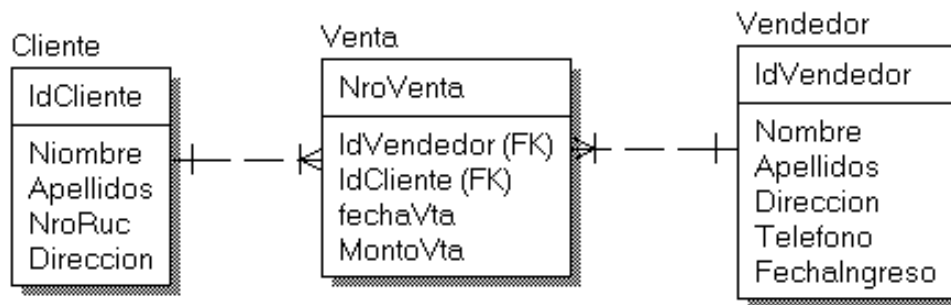 Cliente
IdCliente
Niombre
Apellidos
NroRuc
Direccion
Venta
NroVenta
IdVendedor (FK)
IdCliente (FK)
fechaVta
MontoVta
Vendedor
IdVendedor
Nombre
Apellidos
Direccion
Telefono
FechaIngreso